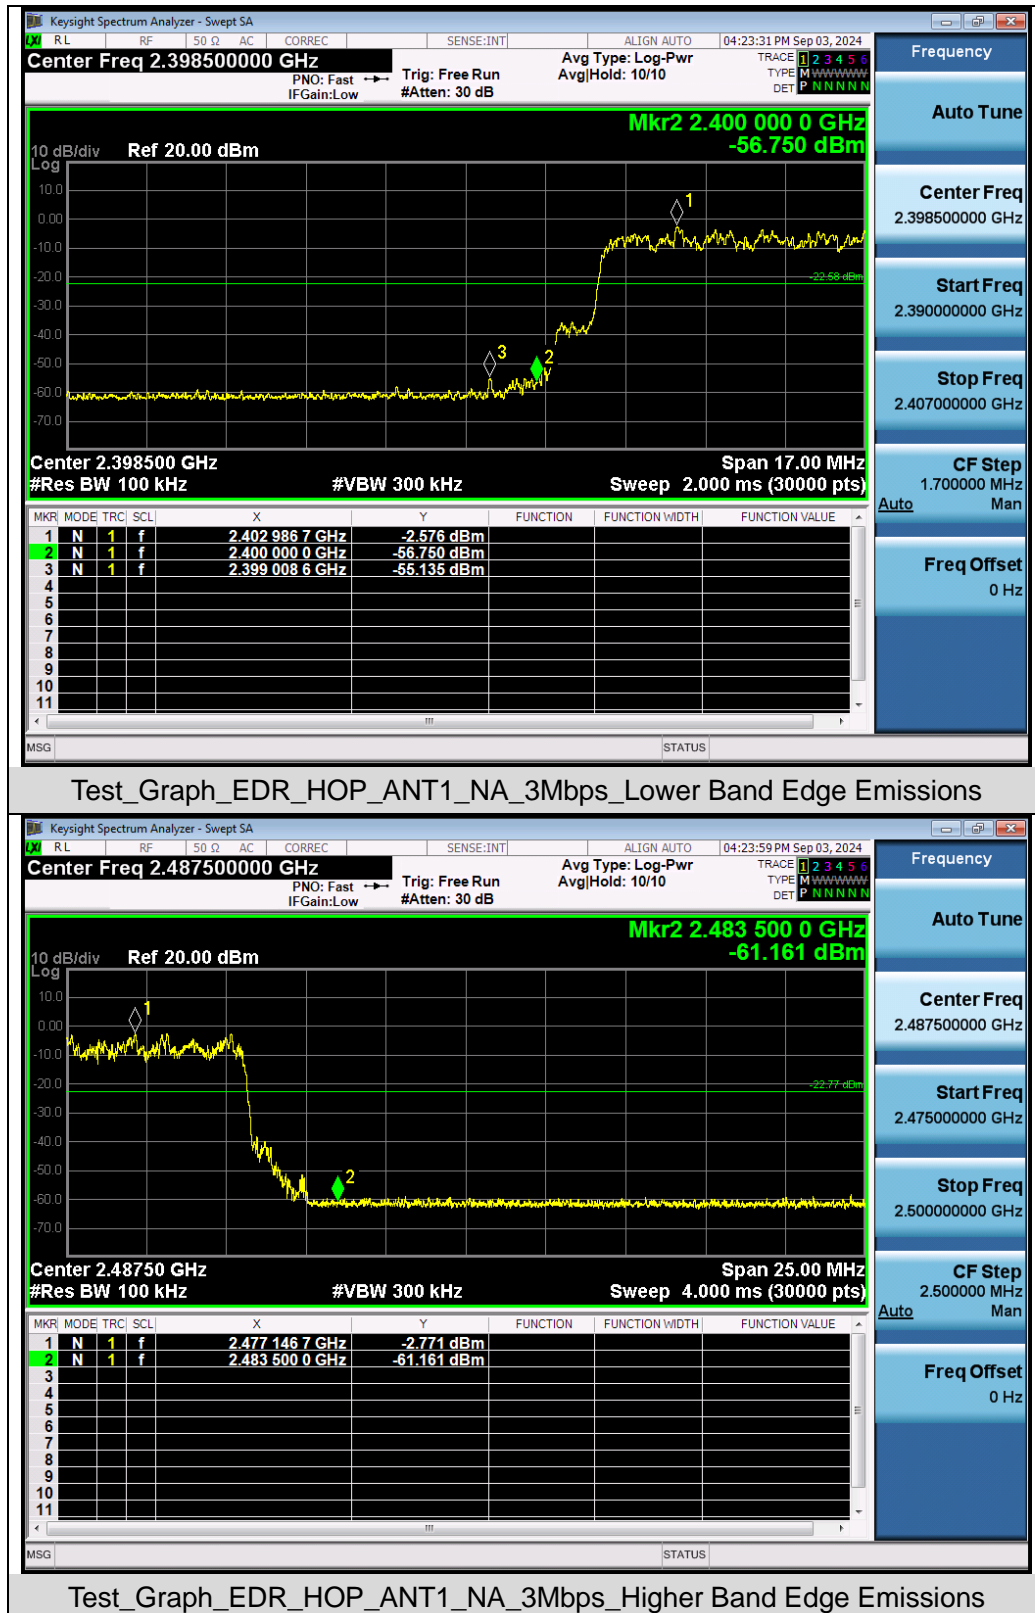 Keysight Spectrum Analyzer - Swept SA
LXI RL RF 50 Ω AC CORREC SENSE:INT ALIGN AUTO 04:23:31 PM Sep 03, 2024
Center Freq 2.398500000 GHz Avg Type: Log-Pwr TRACE 1 2 3 4 5 6
PNO: Fast Trig: Free Run Avg|Hold: 10/10 TYPE M W W W W W
IFGain:Low #Atten: 30 dB DET P N N N N N
Mkr2 2.400 000 0 GHz
-56.750 dBm
10 dB/div Ref 20.00 dBm
Log
10.0
0.00
-10.0
-20.0
-30.0
-40.0
-50.0
-60.0
-70.0
1
-22.58 dBm
3
2
Center 2.398500 GHz Span 17.00 MHz
#Res BW 100 kHz #VBW 300 kHz Sweep 2.000 ms (30000 pts)
MKR MODE TRC SCL X Y FUNCTION FUNCTION WIDTH FUNCTION VALUE
1 N 1 f 2.402 986 7 GHz -2.576 dBm
2 N 1 f 2.400 000 0 GHz -56.750 dBm
3 N 1 f 2.399 008 6 GHz -55.135 dBm
4
5
6
7
8
9
10
11
MSG STATUS
Frequency
Auto Tune
Center Freq
2.398500000 GHz
Start Freq
2.390000000 GHz
Stop Freq
2.407000000 GHz
CF Step
1.700000 MHz
Auto Man
Freq Offset
0 Hz
Test_Graph_EDR_HOP_ANT1_NA_3Mbps_Lower Band Edge Emissions
Keysight Spectrum Analyzer - Swept SA
LXI RL RF 50 Ω AC CORREC SENSE:INT ALIGN AUTO 04:23:59 PM Sep 03, 2024
Center Freq 2.487500000 GHz Avg Type: Log-Pwr TRACE 1 2 3 4 5 6
PNO: Fast Trig: Free Run Avg|Hold: 10/10 TYPE M W W W W W
IFGain:Low #Atten: 30 dB DET P N N N N N
Mkr2 2.483 500 0 GHz
-61.161 dBm
10 dB/div Ref 20.00 dBm
Log
10.0
0.00
-10.0
-20.0
-30.0
-40.0
-50.0
-60.0
-70.0
1
-22.77 dBm
2
Center 2.48750 GHz Span 25.00 MHz
#Res BW 100 kHz #VBW 300 kHz Sweep 4.000 ms (30000 pts)
MKR MODE TRC SCL X Y FUNCTION FUNCTION WIDTH FUNCTION VALUE
1 N 1 f 2.477 146 7 GHz -2.771 dBm
2 N 1 f 2.483 500 0 GHz -61.161 dBm
3
4
5
6
7
8
9
10
11
MSG STATUS
Frequency
Auto Tune
Center Freq
2.487500000 GHz
Start Freq
2.475000000 GHz
Stop Freq
2.500000000 GHz
CF Step
2.500000 MHz
Auto Man
Freq Offset
0 Hz
Test_Graph_EDR_HOP_ANT1_NA_3Mbps_Higher Band Edge Emissions